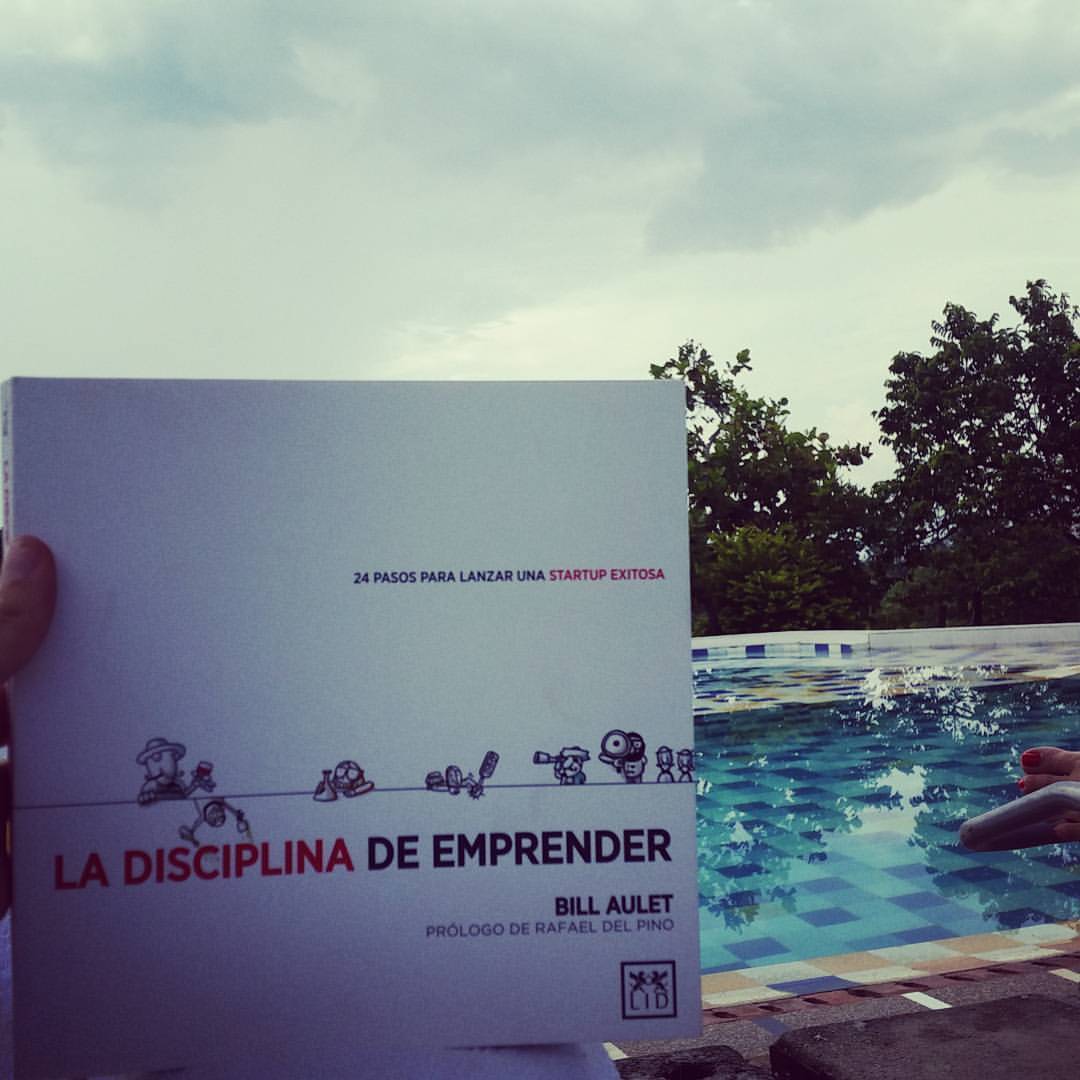 24 PASOS PARA LANZAR UNA STARTUP EXITOSA
LA DISCIPLINA DE EMPRENDER
BILL AULET
PRÓLOGO DE RAFAEL DEL PINO
LID